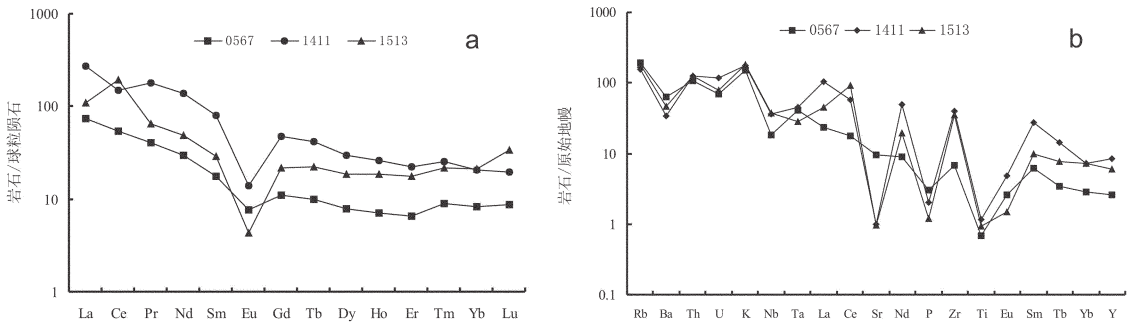 a
0567 1411 1513
岩石/球粒陨石
1000
100
10
1
La Ce Pr Nd Sm Eu Gd Tb Dy Ho Er Tm Yb Lu
b
0567 1411 1513
岩石/原始地幔
1000
100
10
1
0.1
Rb Ba Th U K Nb Ta La Ce Sr Nd P Zr Ti Eu Sm Tb Yb Y